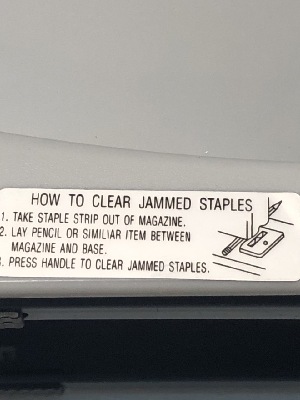 HOW TO CLEAR JAMMED STAPLES
1. TAKE STAPLE STRIP OUT OF MAGAZINE.
2. LAY PENCIL OR SIMILIAR ITEM BETWEEN
MAGAZINE AND BASE.
3. PRESS HANDLE TO CLEAR JAMMED STAPLES.